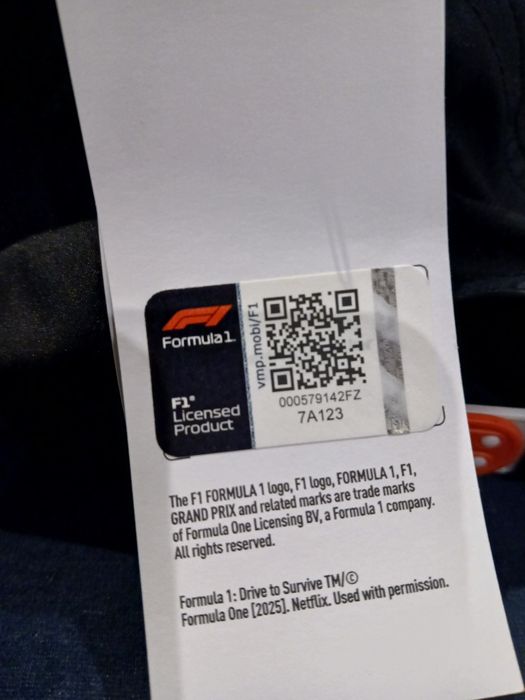 F1
Formula 1
vmp.mobi/F1
F1®
Licensed
Product
000579142FZ
7A123
The F1 FORMULA 1 logo, F1 logo, FORMULA 1, F1,
GRAND PRIX and related marks are trade marks
of Formula One Licensing BV, a Formula 1 company.
All rights reserved.
Formula 1: Drive to Survive TM/©
Formula One [2025]. Netflix. Used with permission.